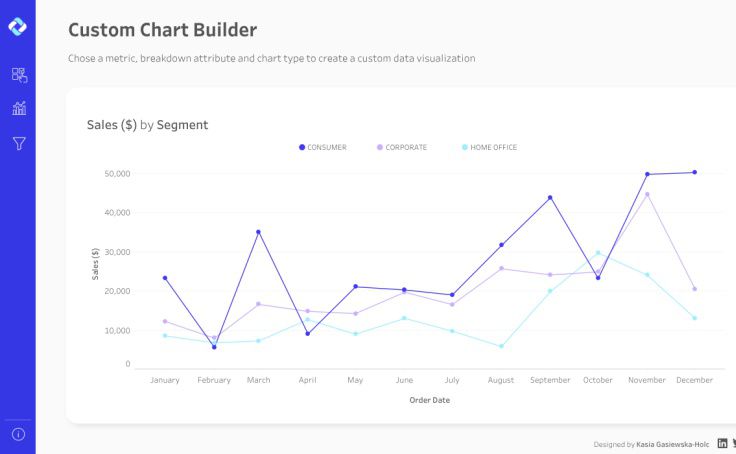 Custom Chart Builder
Chose a metric, breakdown attribute and chart type to create a custom data visualization
Sales ($) by Segment
CONSUMER CORPORATE HOME OFFICE
50,000
40,000
30,000
20,000
10,000
0
Sales ($)
January February March April May June July August September October November December
Order Date
Designed by Kasia Gasiewska-Holc